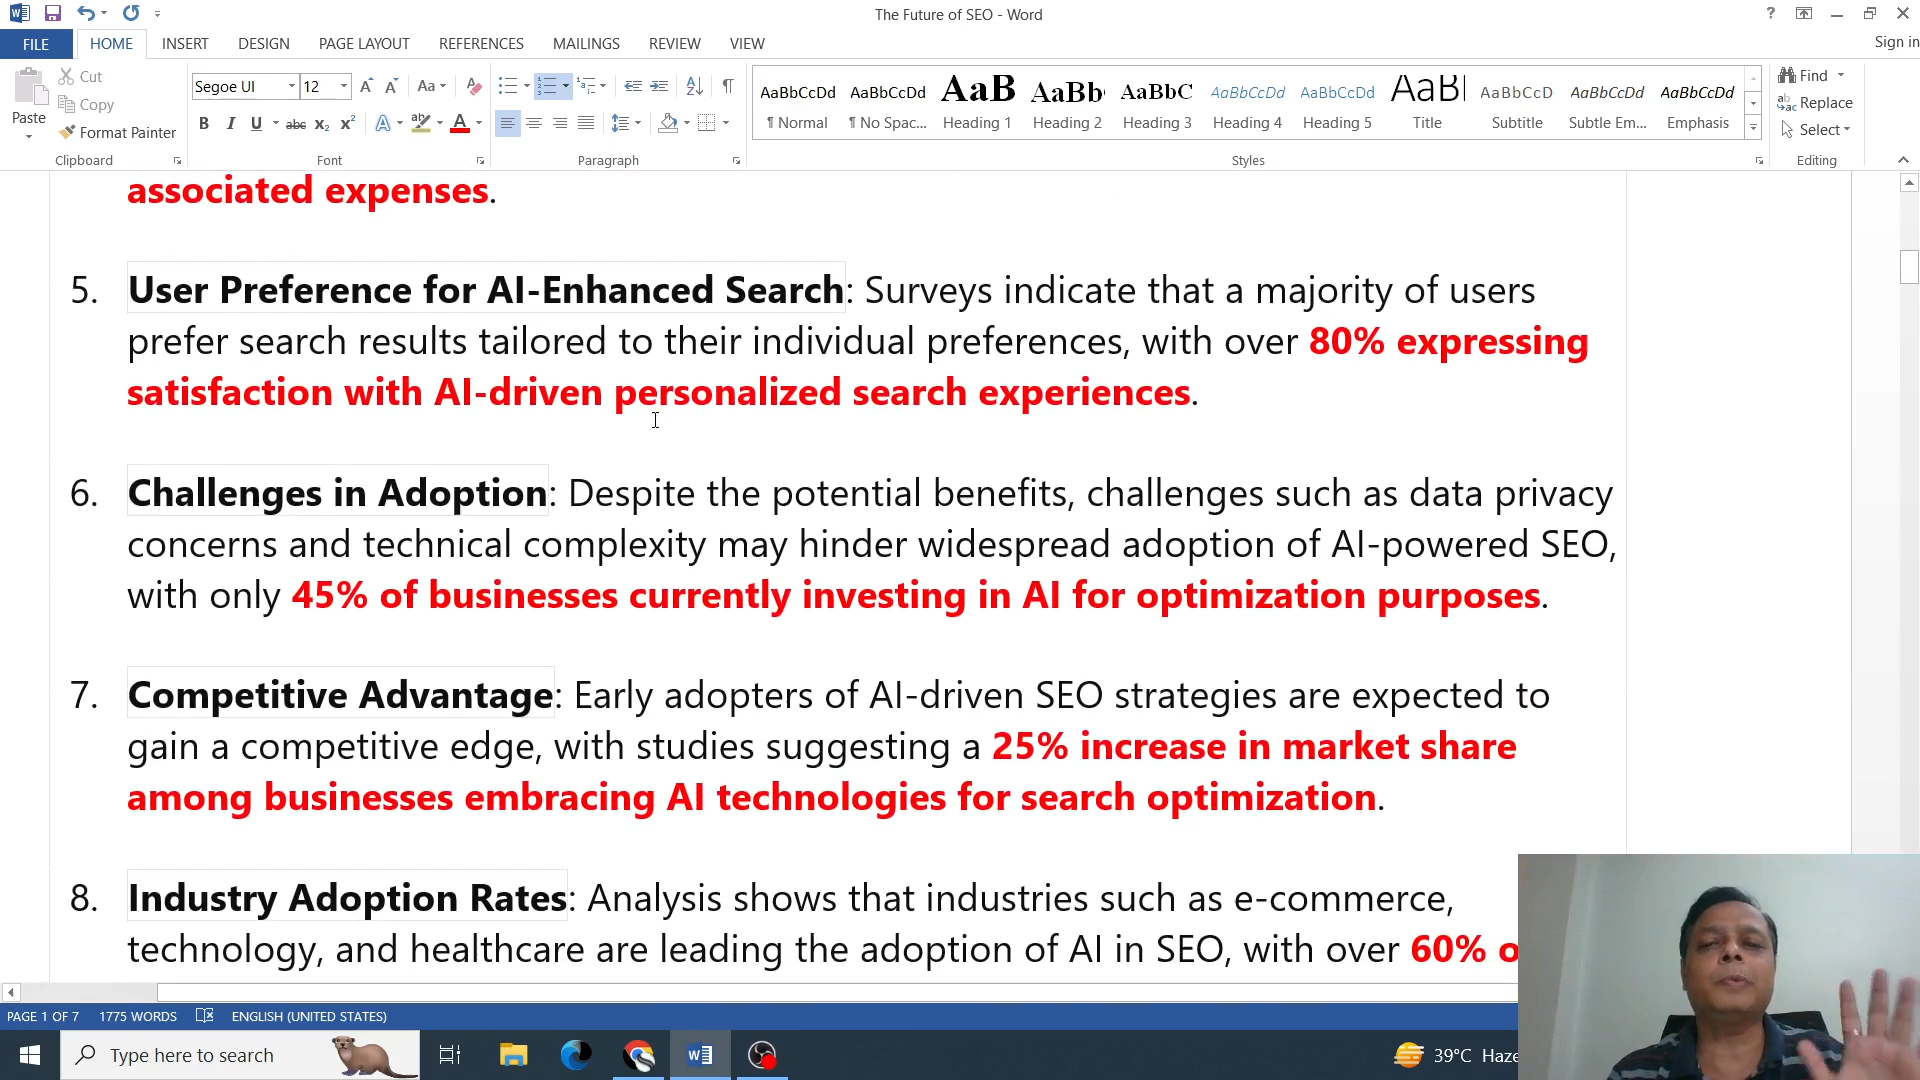 The Future of SEO - Word
FILE HOME INSERT DESIGN PAGE LAYOUT REFERENCES MAILINGS REVIEW VIEW
Sign in
Paste
Cut
Copy
Format Painter
Clipboard
Segoe UI 12
Font
Paragraph
AaBbCcDd AaBbCcDd AaB AaBb AaBbC AaBbCcDd AaBbCcDd AaBl AaBbCcD AaBbCcDd AaBbCcDd
¶ Normal ¶ No Spac... Heading 1 Heading 2 Heading 3 Heading 4 Heading 5 Title Subtitle Subtle Em... Emphasis
Styles
Find
Replace
Select
Editing
associated expenses.
5. User Preference for AI-Enhanced Search: Surveys indicate that a majority of users
prefer search results tailored to their individual preferences, with over 80% expressing
satisfaction with AI-driven personalized search experiences.
6. Challenges in Adoption: Despite the potential benefits, challenges such as data privacy
concerns and technical complexity may hinder widespread adoption of AI-powered SEO,
with only 45% of businesses currently investing in AI for optimization purposes.
7. Competitive Advantage: Early adopters of AI-driven SEO strategies are expected to
gain a competitive edge, with studies suggesting a 25% increase in market share
among businesses embracing AI technologies for search optimization.
8. Industry Adoption Rates: Analysis shows that industries such as e-commerce,
technology, and healthcare are leading the adoption of AI in SEO, with over 60% o
PAGE 1 OF 7 1775 WORDS ENGLISH (UNITED STATES)
Type here to search
39°C Haze